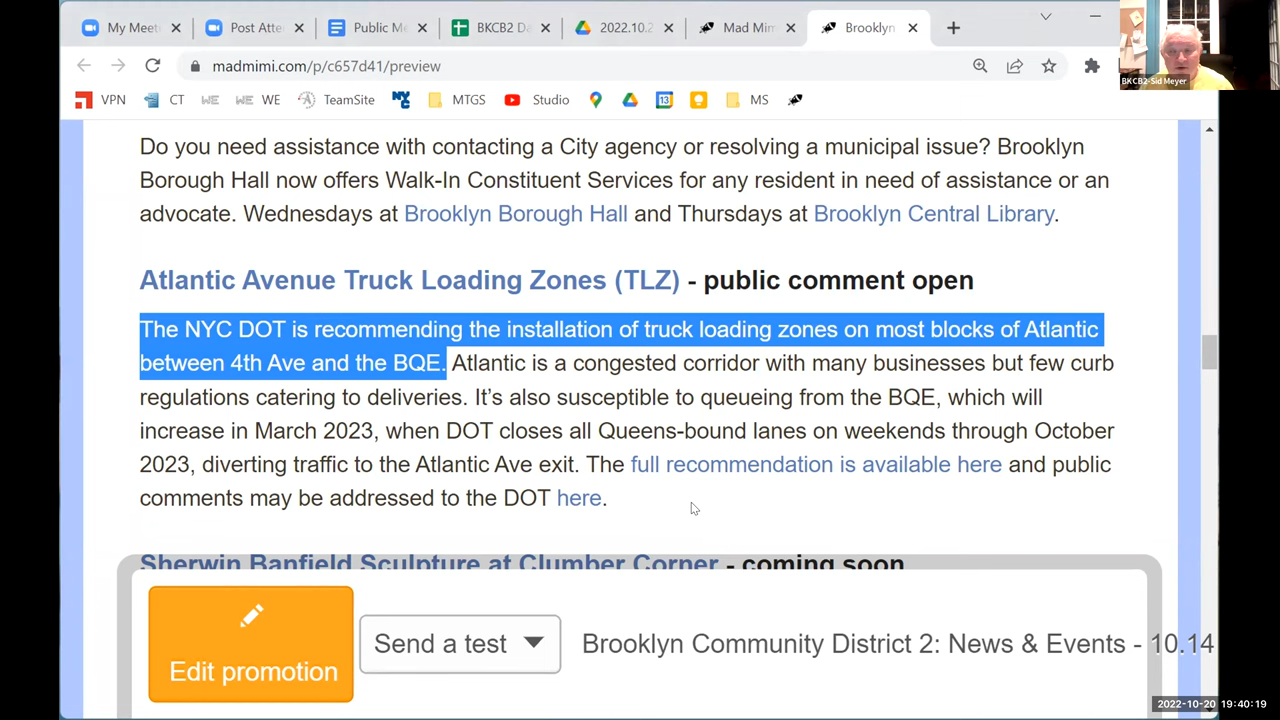 My Meet
Post Atte
Public Me
BKCB2 Da
2022.10.2
Mad Mim
Brooklyn
madmimi.com/p/c657d41/preview
BKCB2-Sid Meyer
VPN
CT
WE
WE
TeamSite
NYC
MTGS
Studio
13
MS
Do you need assistance with contacting a City agency or resolving a municipal issue? Brooklyn
Borough Hall now offers Walk-In Constituent Services for any resident in need of assistance or an
advocate. Wednesdays at Brooklyn Borough Hall and Thursdays at Brooklyn Central Library.
Atlantic Avenue Truck Loading Zones (TLZ) - public comment open
The NYC DOT is recommending the installation of truck loading zones on most blocks of Atlantic
between 4th Ave and the BQE. Atlantic is a congested corridor with many businesses but few curb
regulations catering to deliveries. It's also susceptible to queueing from the BQE, which will
increase in March 2023, when DOT closes all Queens-bound lanes on weekends through October
2023, diverting traffic to the Atlantic Ave exit. The full recommendation is available here and public
comments may be addressed to the DOT here.
Sherwin Banfield Sculpture at Clumber Corner - coming soon
Edit promotion
Send a test
Brooklyn Community District 2: News & Events - 10.14
2022-10-20 19:40:19